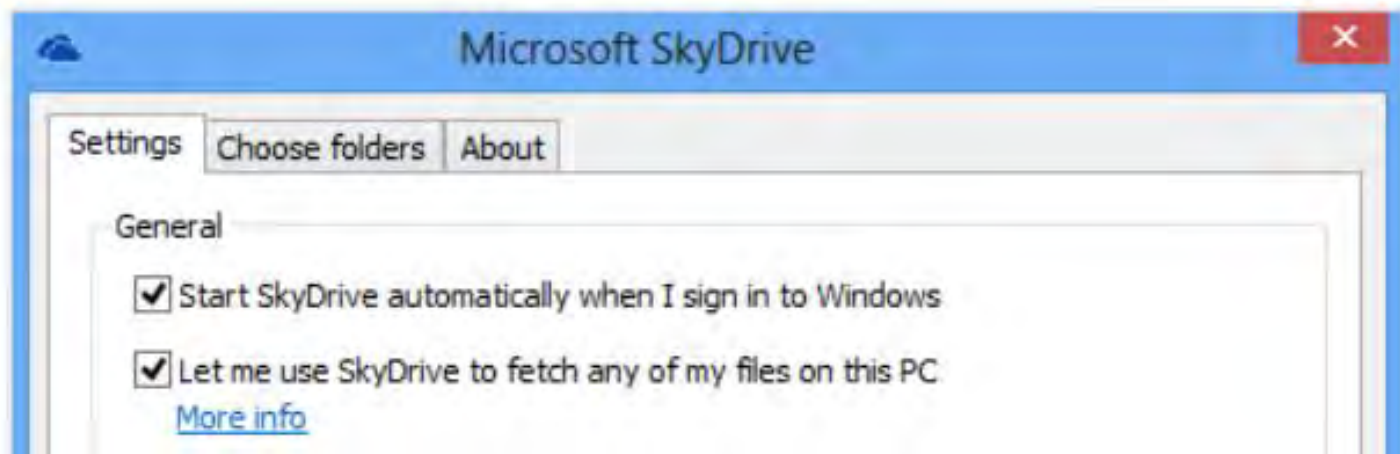 Microsoft SkyDrive
Settings Choose folders About
General
Start SkyDrive automatically when I sign in to Windows
Let me use SkyDrive to fetch any of my files on this PC
More info